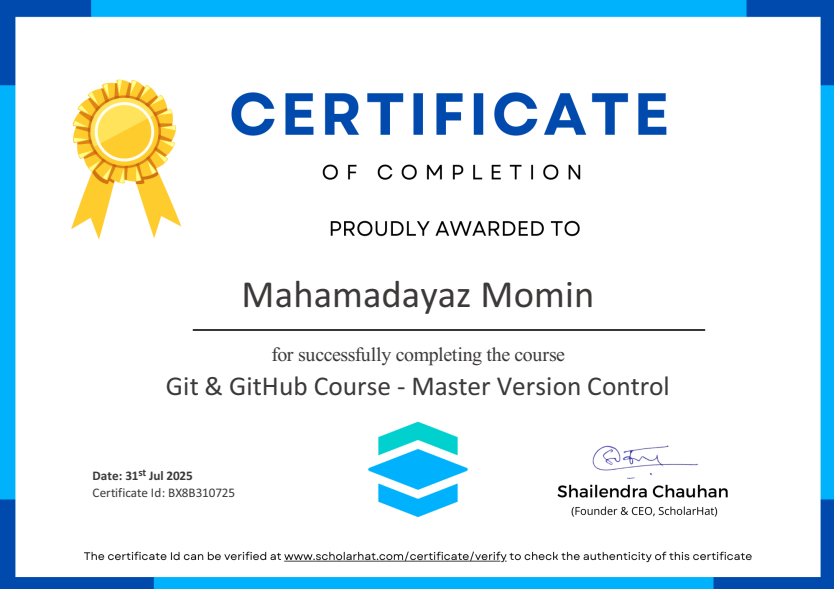 CERTIFICATE
OF COMPLETION
PROUDLY AWARDED TO
Mahamadayaz Momin
for successfully completing the course
Git & GitHub Course - Master Version Control
Date: 31st Jul 2025
Certificate Id: BX8B310725
Shailendra Chauhan
(Founder & CEO, ScholarHat)
The certificate Id can be verified at www.scholarhat.com/certificate/verify to check the authenticity of this certificate